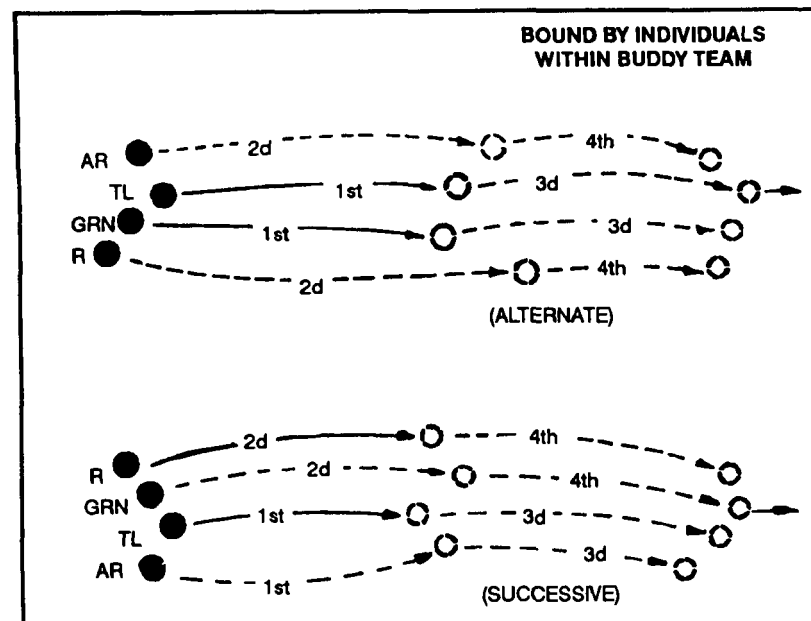 BOUND BY INDIVIDUALS
WITHIN BUDDY TEAM
AR
2d
4th
TL
1st
3d
GRN
1st
3d
R
2d
4th
(ALTERNATE)
R
2d
4th
GRN
2d
4th
TL
1st
3d
AR
1st
3d
(SUCCESSIVE)